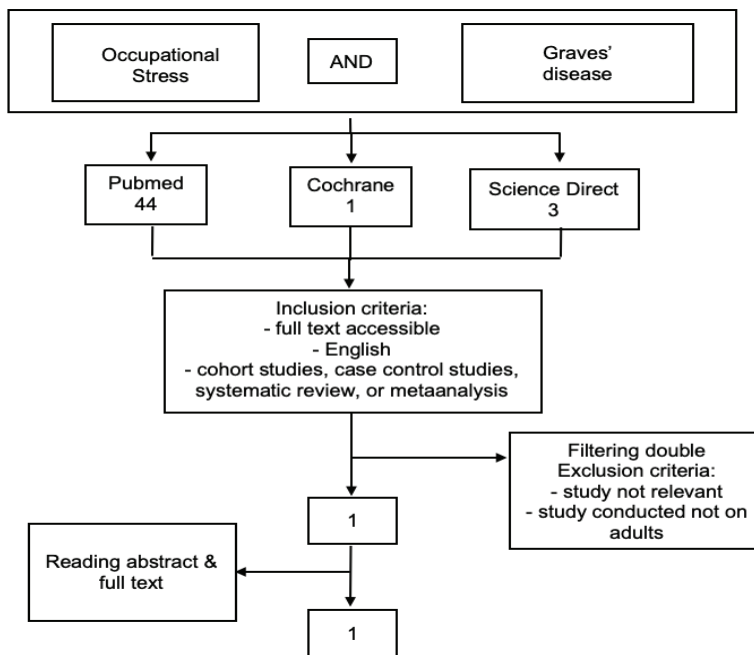 Occupational
Stress
AND
Graves'
disease
Pubmed
44
Cochrane
1
Science Direct
3
Inclusion criteria:
- full text accessible
- English
- cohort studies, case control studies,
systematic review, or metaanalysis
Filtering double
Exclusion criteria:
- study not relevant
- study conducted not on
adults
1
Reading abstract &
full text
1